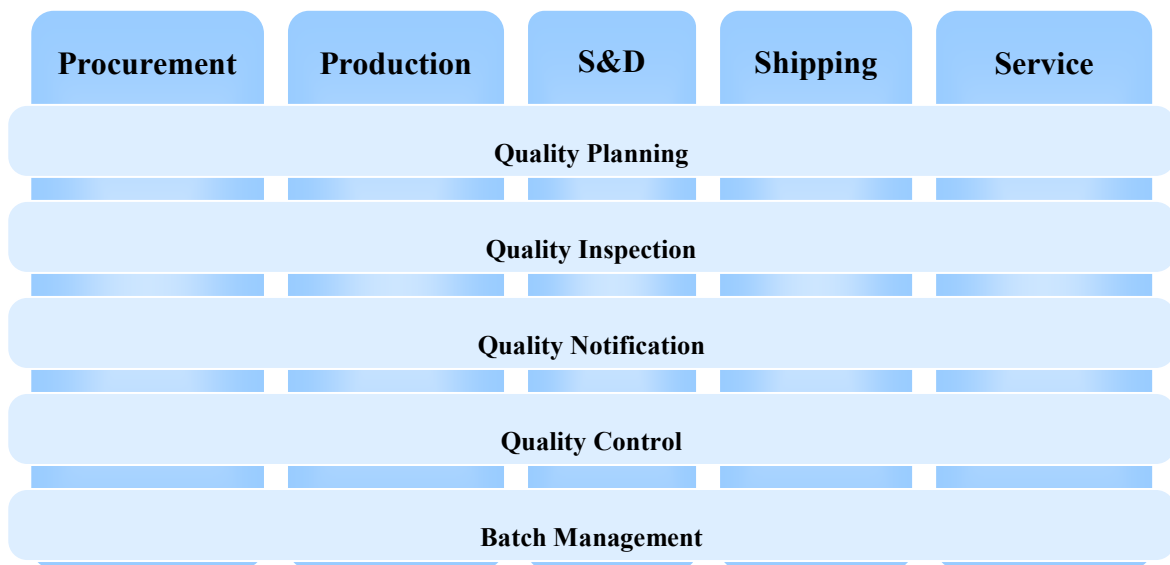 Procurement
Production
S&D
Shipping
Service
Quality Planning
Quality Inspection
Quality Notification
Quality Control
Batch Management